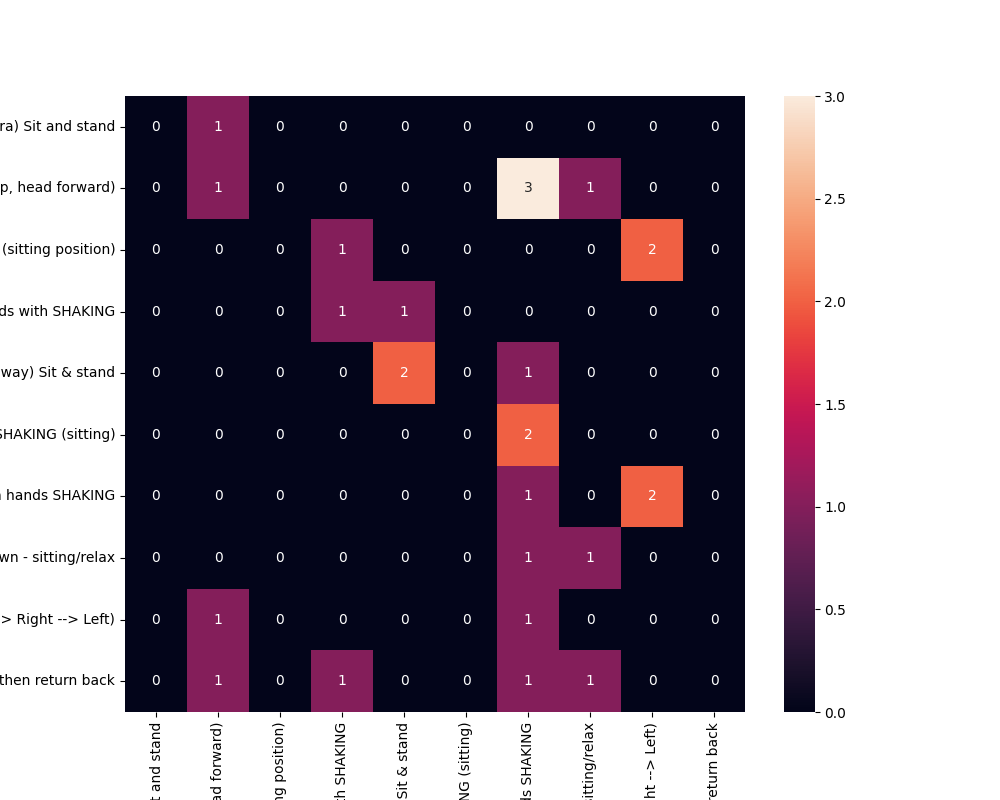 ra) Sit and stand 0 1 0 0 0 0 0 0 0 0
p, head forward) 0 1 0 0 0 0 3 1 0 0
(sitting position) 0 0 0 1 0 0 0 0 2 0
ds with SHAKING 0 0 0 1 1 0 0 0 0 0
way) Sit & stand 0 0 0 0 2 0 1 0 0 0
SHAKING (sitting) 0 0 0 0 0 0 2 0 0 0
hands SHAKING 0 0 0 0 0 0 1 0 2 0
wn - sitting/relax 0 0 0 0 0 0 1 1 0 0
> Right --> Left) 0 1 0 0 0 0 1 0 0 0
then return back 0 1 0 1 0 0 1 1 0 0
t and stand
ad forward)
ng position)
th SHAKING
Sit & stand
NG (sitting)
ds SHAKING
sitting/relax
ht --> Left)
return back
3.0
2.5
2.0
1.5
1.0
0.5
0.0